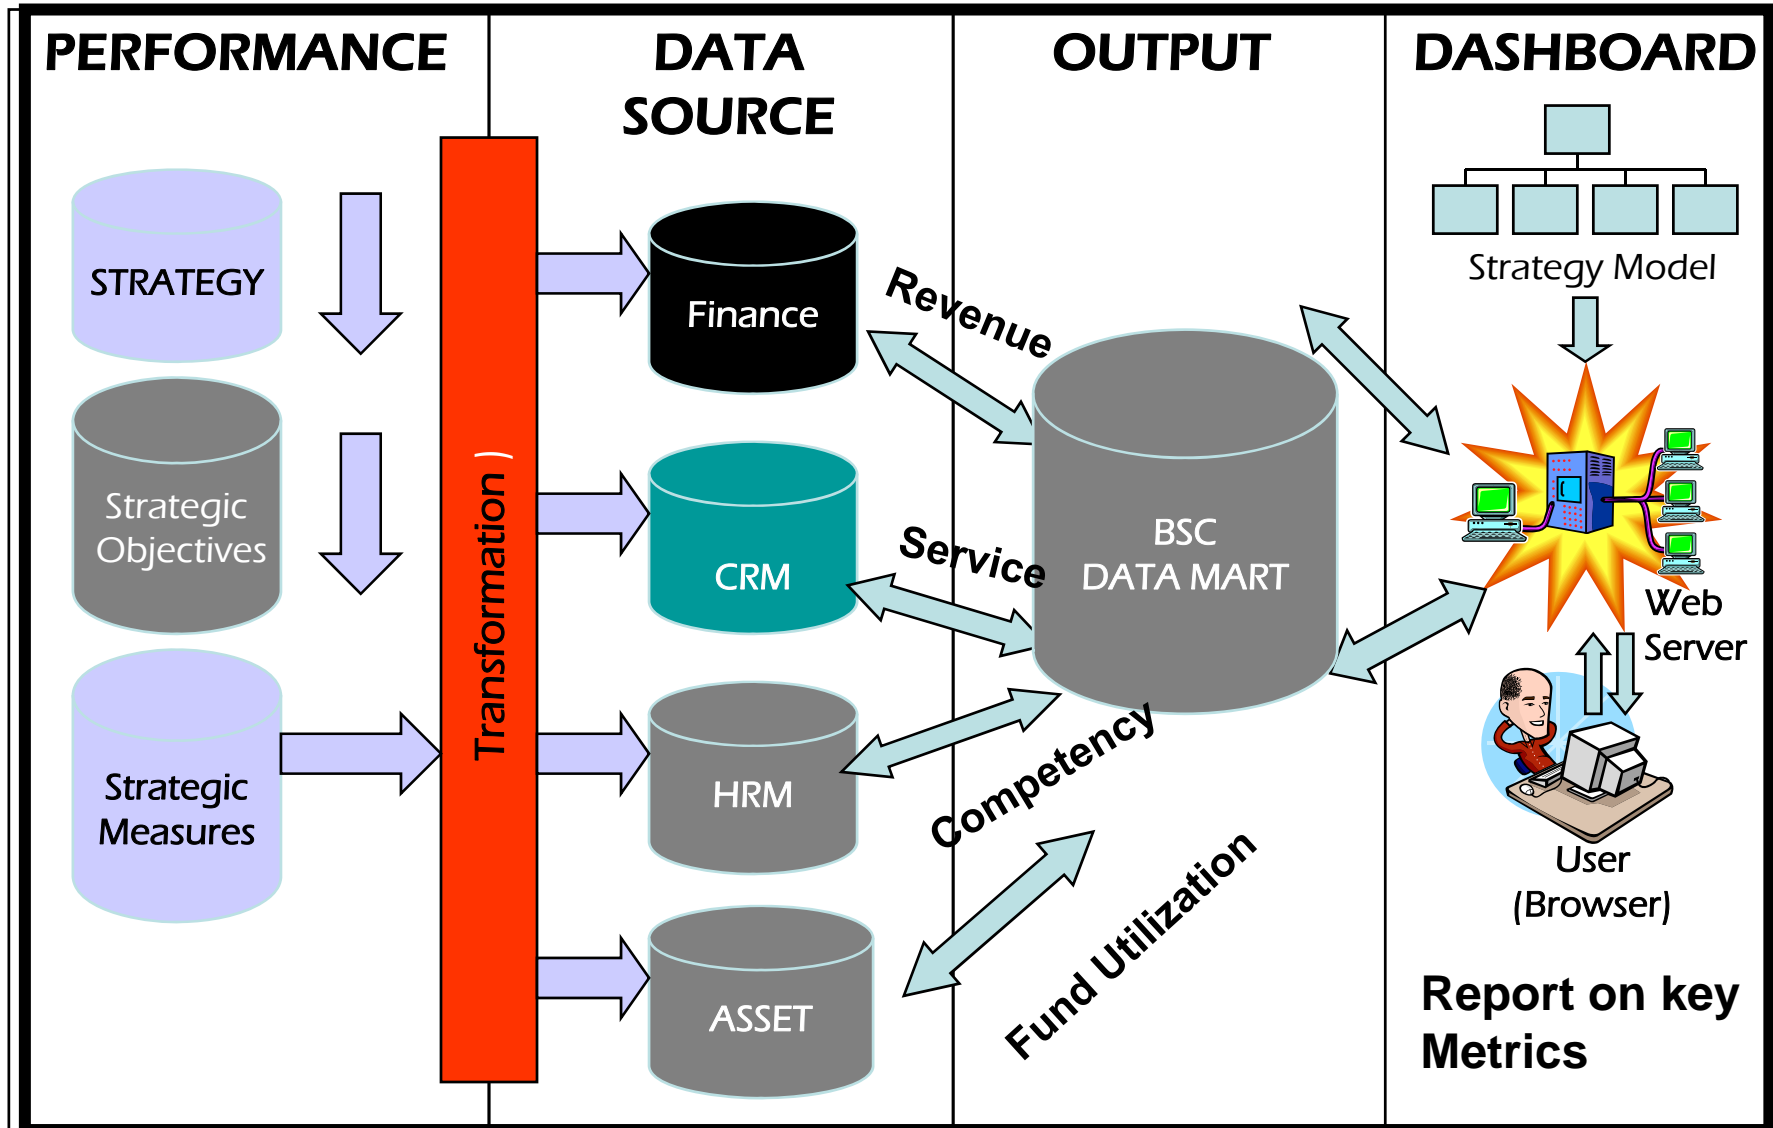 PERFORMANCE
DATA
SOURCE
OUTPUT
DASHBOARD
STRATEGY
Strategic
Objectives
Strategic
Measures
Transformation )
Finance
CRM
HRM
ASSET
Revenue
Service
Competency
Fund Utilization
BSC
DATA MART
Strategy Model
Web
Server
User
(Browser)
Report on key
Metrics